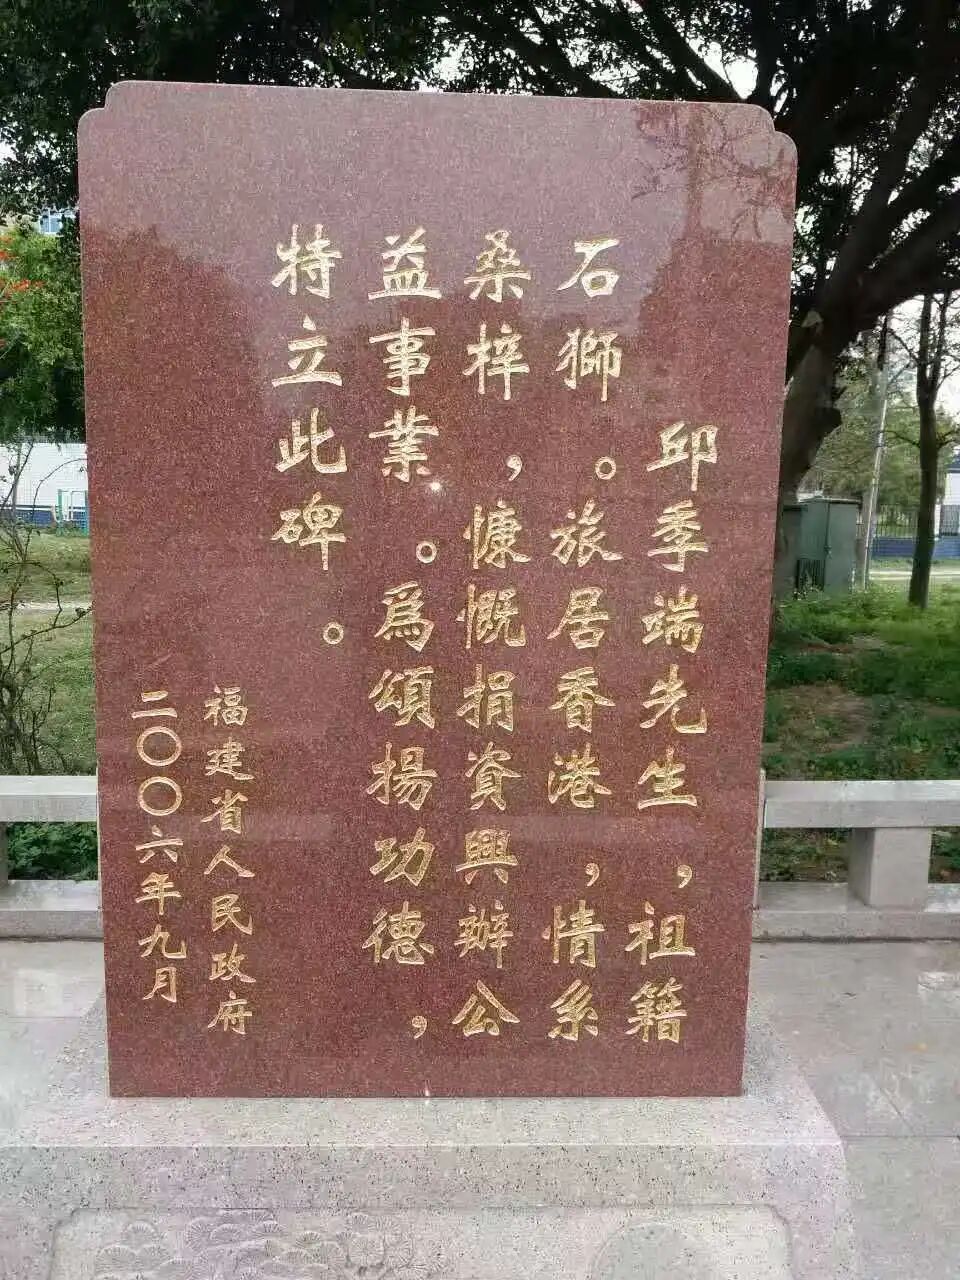 邱季端先生，祖籍
石獅。旅居香港，情系
桑梓，慷慨捐資興辦公
益事業。爲頌揚功德，
特立此碑。
福建省人民政府
二〇〇六年九月